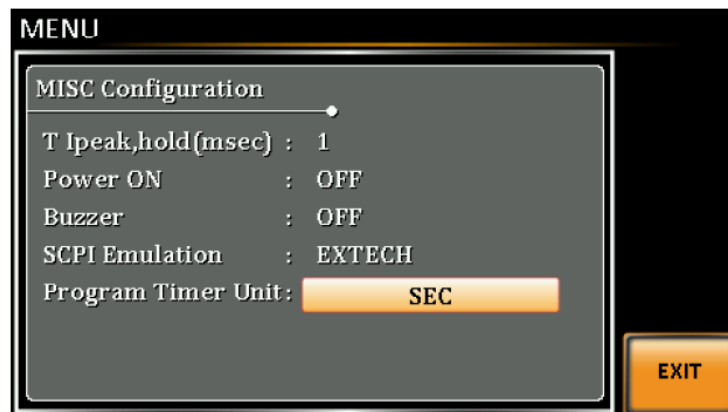 MENU
MISC Configuration
T Ipeak,hold(msec) : 1
Power ON : OFF
Buzzer : OFF
SCPI Emulation : EXTECH
Program Timer Unit: SEC
EXIT